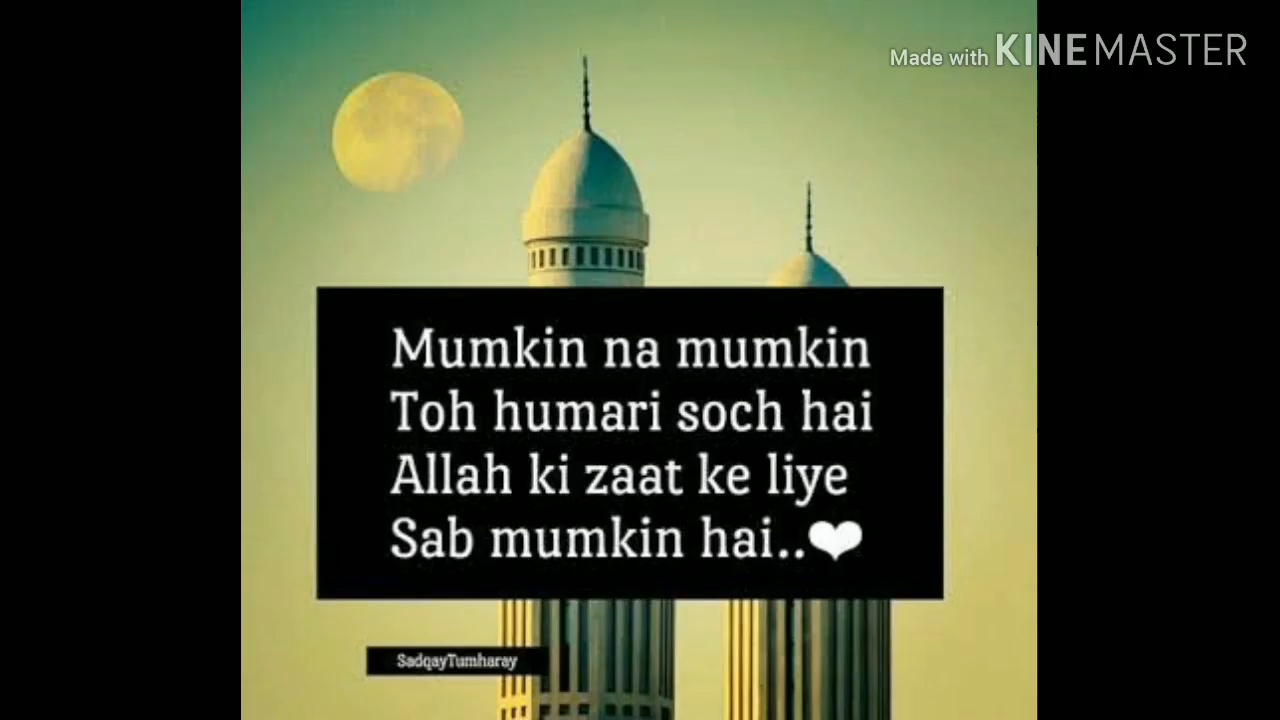 Made with KINEMASTER
Mumkin na mumkin
Toh humari soch hai
Allah ki zaat ke liye
Sab mumkin hai..❤
SadqayTumharay